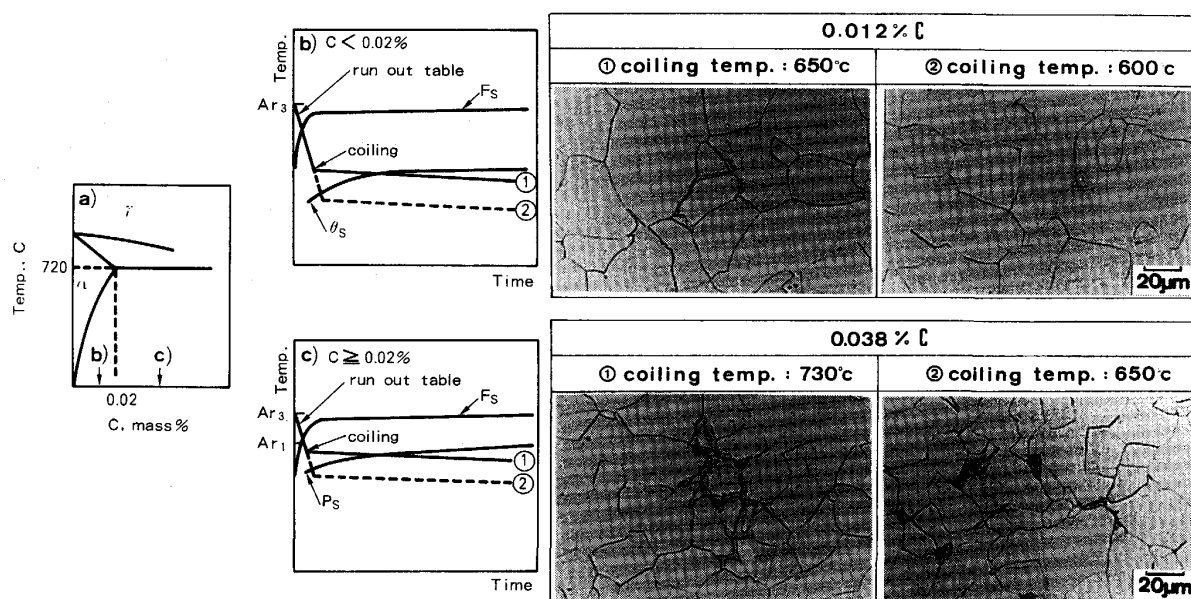 a)
γ
Temp., C
720
α
b)
c)
0.02
C, mass%
b) C < 0.02%
Temp.
run out table
Ar3
FS
coiling
①
②
θS
Time
c) C ≧ 0.02%
Temp.
run out table
Ar3
FS
Ar1
coiling
①
②
PS
Time
0.012% C
① coiling temp. : 650°c
② coiling temp. : 600°c
20μm
0.038 % C
① coiling temp. : 730°c
② coiling temp. : 650°c
20μm